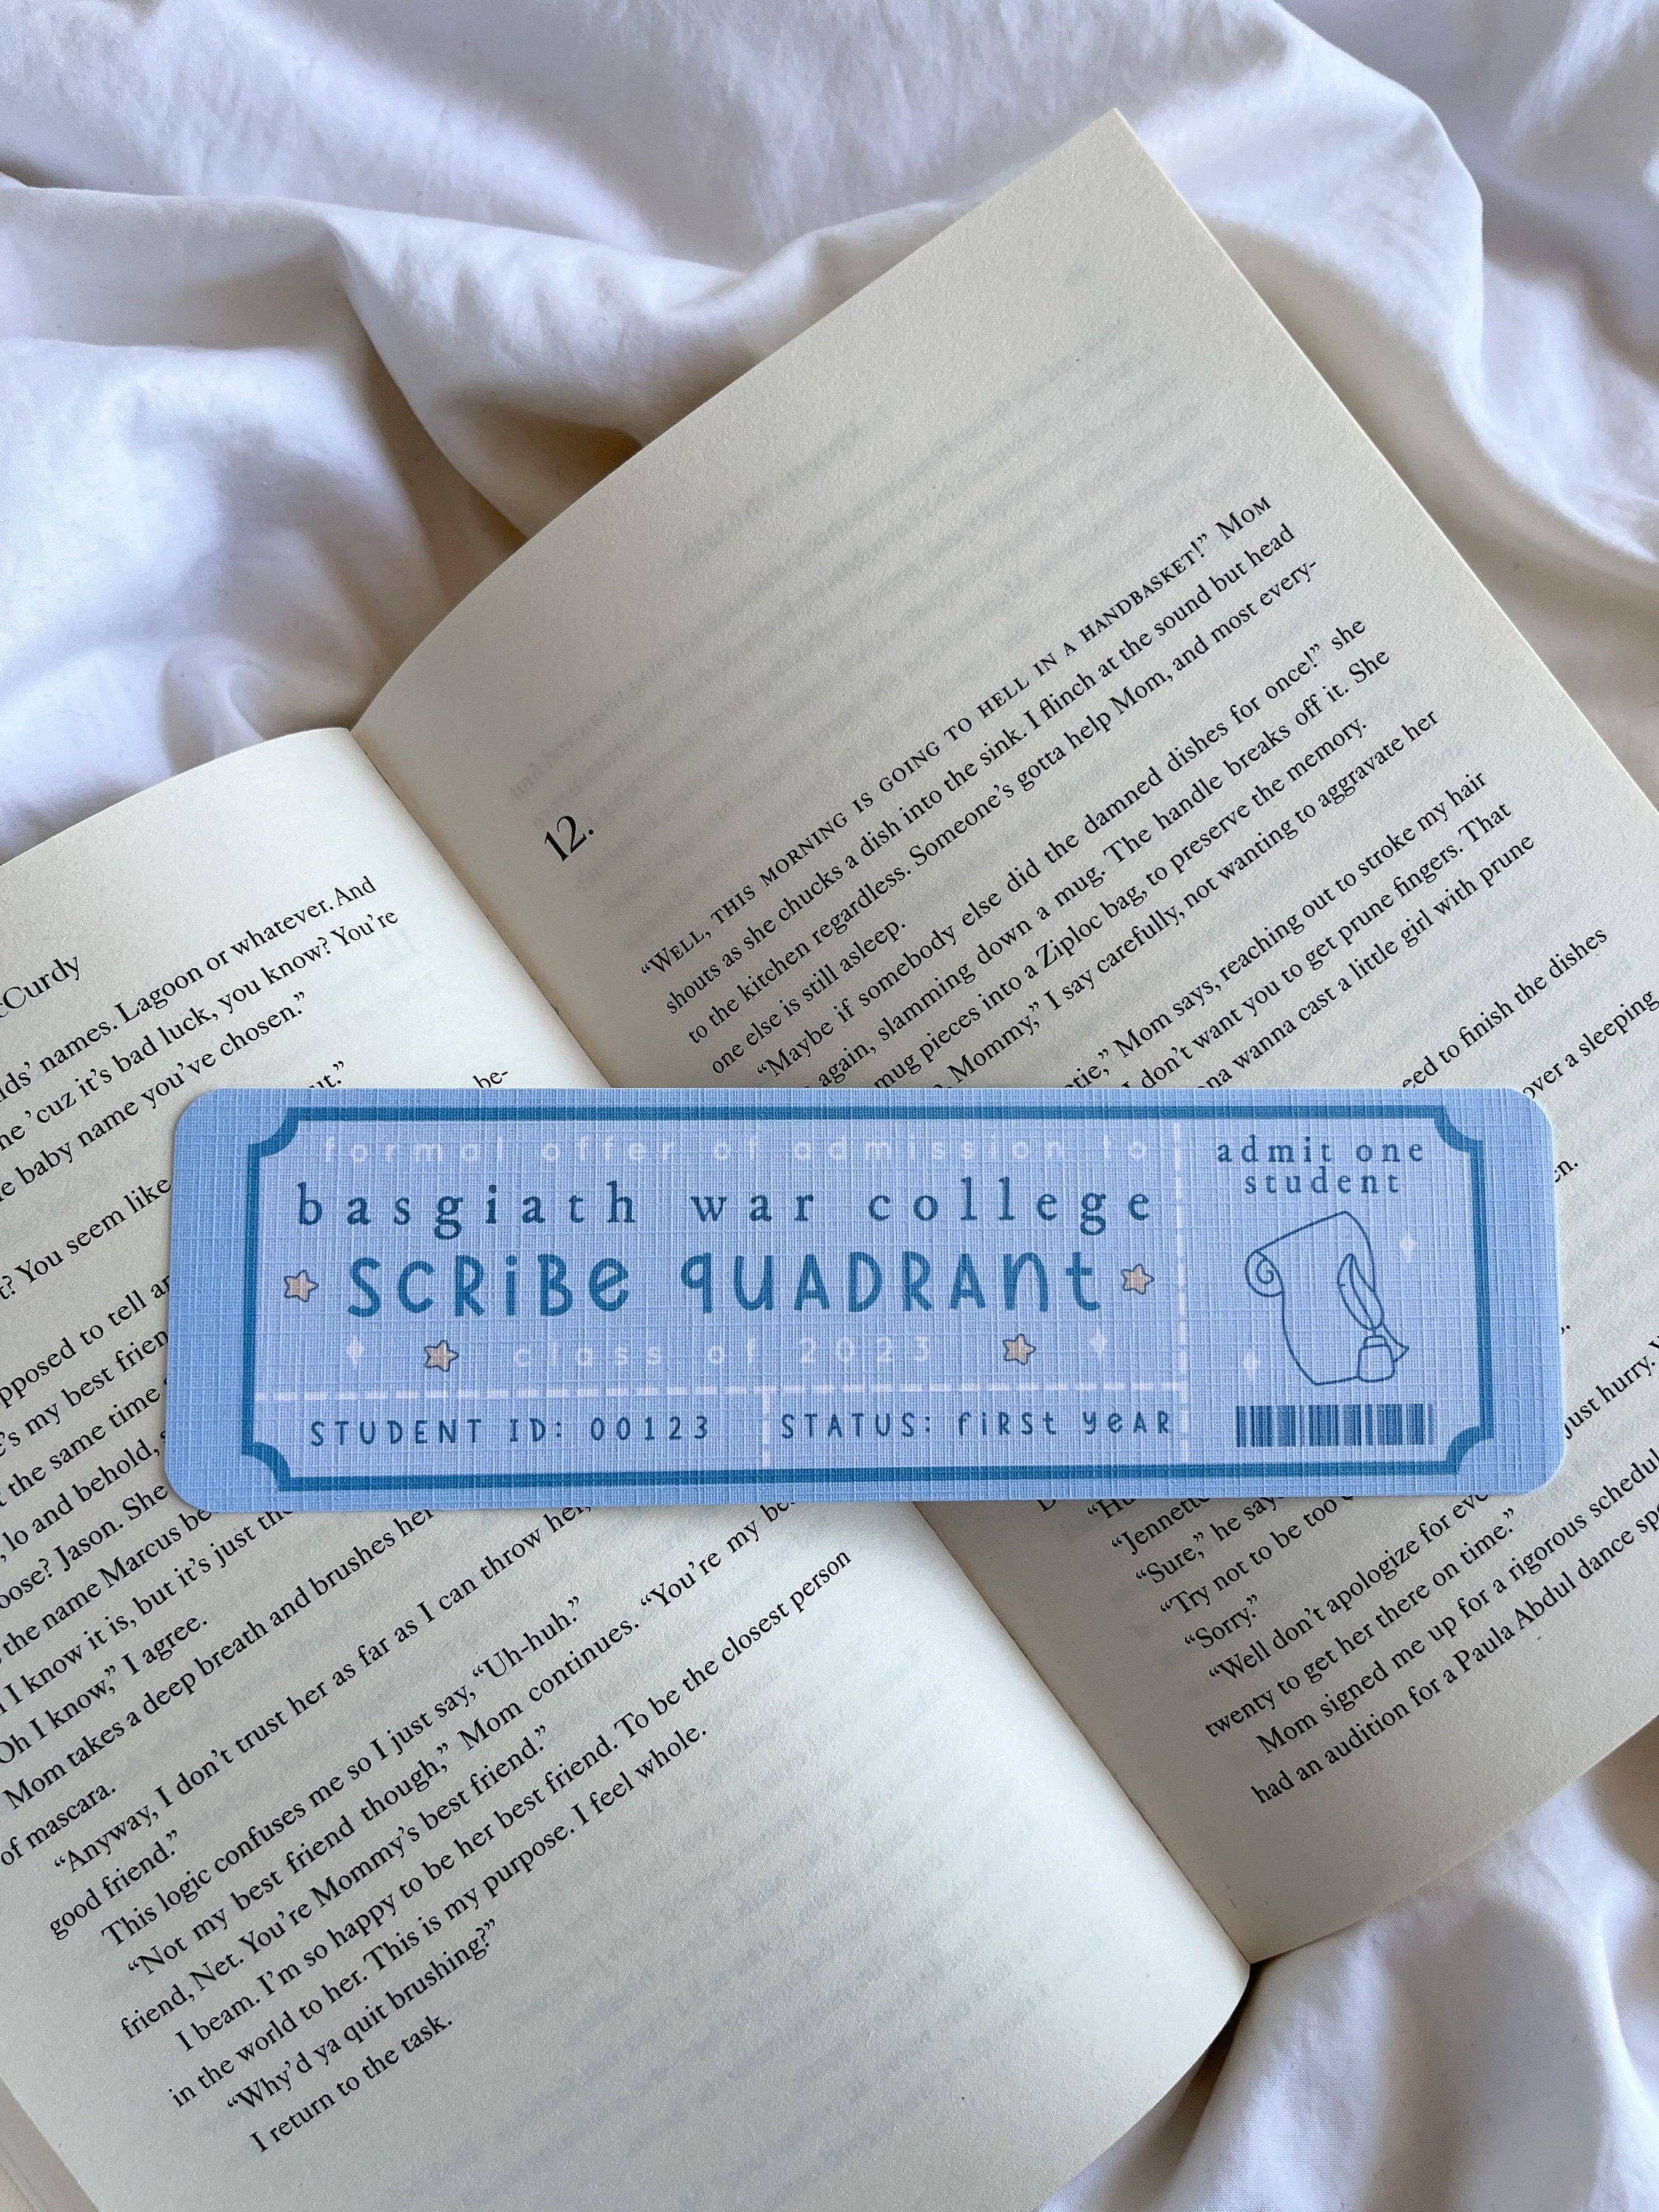 cCurdy
ids' names. Lagoon or whatever. And
he 'cuz it's bad luck, you know? You're
e baby name you've chosen."
ut."
be-
t? You seem like
pposed to tell
's my best
t the same time
, lo and behold,
oose? Jason. She
the name Marcus
I know it is, but it's just
Oh I know," I agree.
Mom takes a deep breath and brushes her
of mascara.
"Anyway, I don't trust her as far as I can throw her,
good friend."
This logic confuses me so I just say, "Uh-huh."
"Not my best friend though," Mom continues. "You're my
friend, Net. You're Mommy's best friend."
I beam. I'm so happy to be her best friend. To be the closest person
in the world to her. This is my purpose. I feel whole.
"Why'd ya quit brushing?"
I return to the task.
12.
"WELL, THIS MORNING IS GOING TO HELL IN A HANDBASKET!" MOM
shouts as she chucks a dish into the sink. I flinch at the sound but head
to the kitchen regardless. Someone's gotta help Mom, and most every-
one else is still asleep.
"Maybe if somebody else did the damned dishes for once!" she
again, slamming down a mug. The handle breaks off it. She
mug pieces into a Ziploc bag, to preserve the memory.
, Mommy," I say carefully, not wanting to aggravate her
tie," Mom says, reaching out to stroke my hair
I don't want you to get prune fingers. That
na wanna cast a little girl with prune
eed to finish the dishes
over a sleeping
en.
formal offer of admission to
basgiath war college
SCRiBe QUADRAnt
class of 2023
STUDENT ID: 00123
STATUS: FiRSt YeAR
admit one
student
just hurry.
"Jennette
"Sure," he
"Try not to be too
"Sorry."
"Well don't apologize for
twenty to get her there on time."
Mom signed me up for a rigorous
had an audition for a Paula Abdul dance